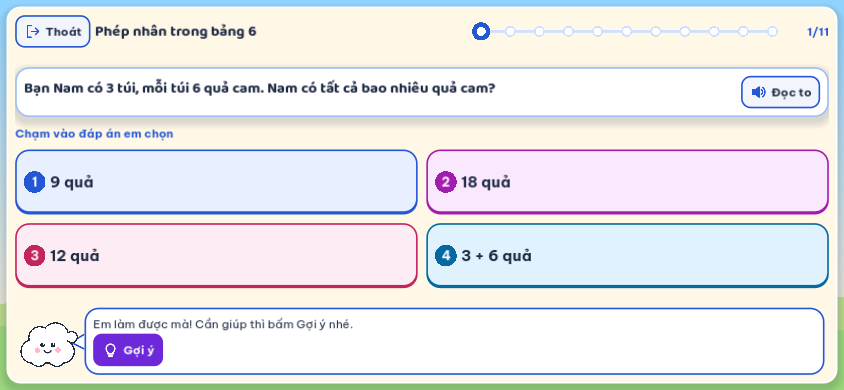 Thoát
Phép nhân trong bảng 6
1/11
Bạn Nam có 3 túi, mỗi túi 6 quả cam. Nam có tất cả bao nhiêu quả cam?
Đọc to
Chạm vào đáp án em chọn
1 9 quả
2 18 quả
3 12 quả
4 3 + 6 quả
Em làm được mà! Cần giúp thì bấm Gợi ý nhé.
Gợi ý